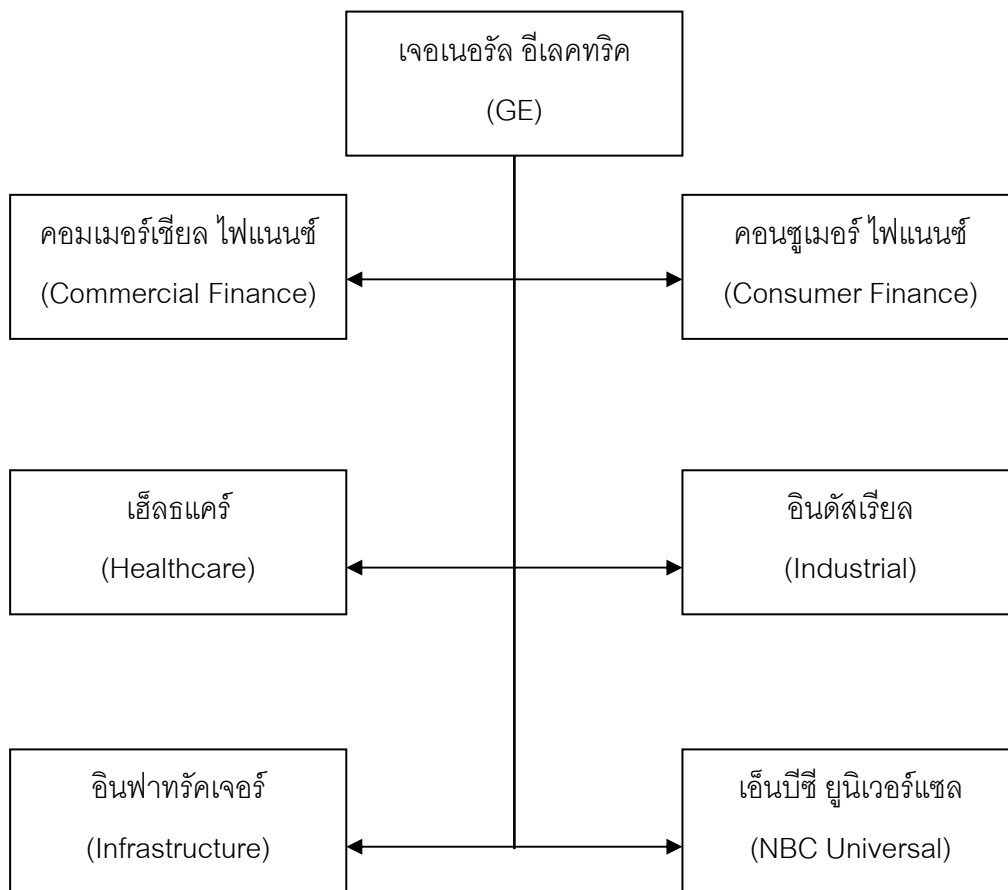 เจอเนอรัล อีเลคทริค
(GE)
คอมเมอร์เชียล ไฟแนนซ์
(Commercial Finance)
คอนซูเมอร์ ไฟแนนซ์
(Consumer Finance)
เฮ็ลธแคร์
(Healthcare)
อินดัสเรียล
(Industrial)
อินฟาทรัคเจอร์
(Infrastructure)
เอ็นบีซี ยูนิเวอร์แซล
(NBC Universal)